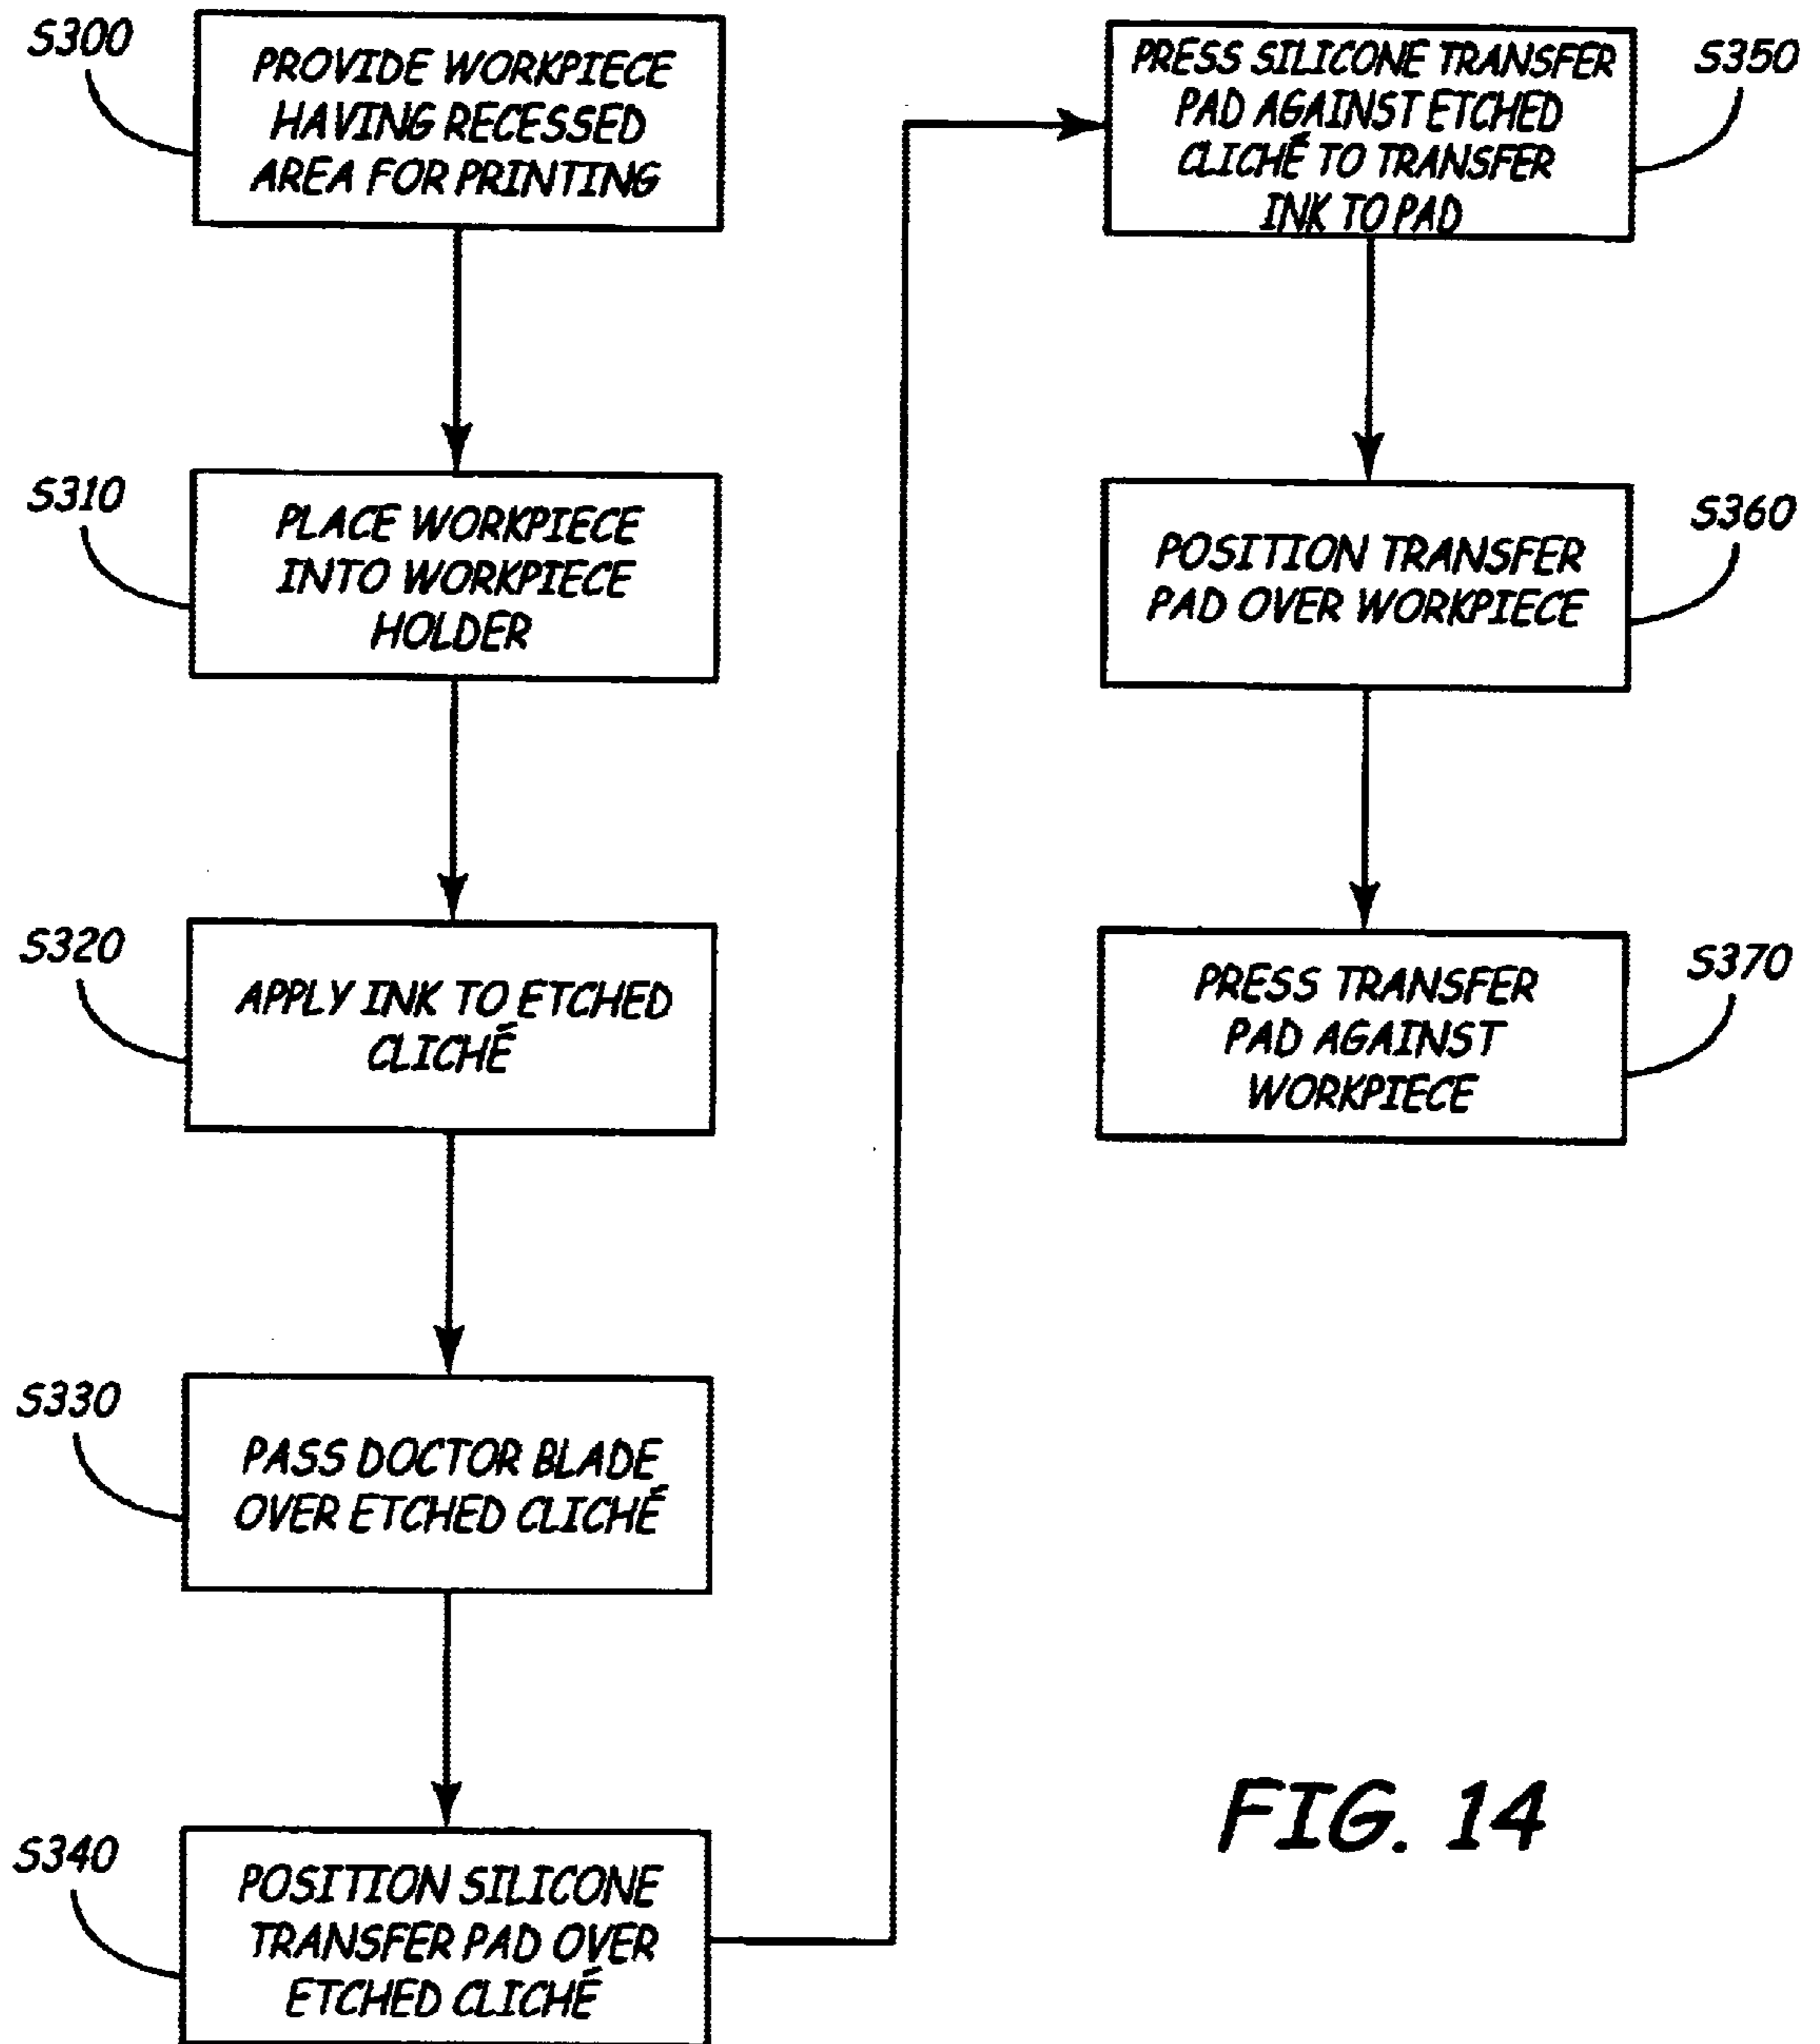 S300
PROVIDE WORKPIECE
HAVING RECESSED
AREA FOR PRINTING
S310
PLACE WORKPIECE
INTO WORKPIECE
HOLDER
S320
APPLY INK TO ETCHED
CLICHÉ
S330
PASS DOCTOR BLADE
OVER ETCHED CLICHÉ
S340
POSITION SILICONE
TRANSFER PAD OVER
ETCHED CLICHÉ
S350
PRESS SILICONE TRANSFER
PAD AGAINST ETCHED
CLICHÉ TO TRANSFER
INK TO PAD
S360
POSITION TRANSFER
PAD OVER WORKPIECE
S370
PRESS TRANSFER
PAD AGAINST
WORKPIECE
FIG. 14